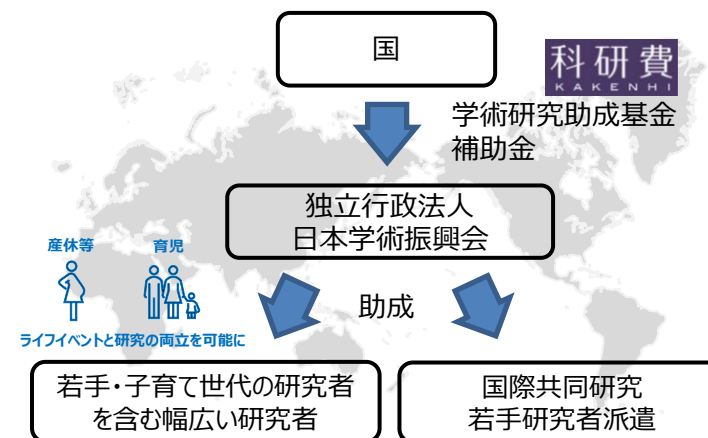 国
科研費
KAKENHI
学術研究助成基金
補助金
独立行政法人
日本学術振興会
産休等
育児
助成
ライフイベントと研究の両立を可能に
若手・子育て世代の研究者
を含む幅広い研究者
国際共同研究
若手研究者派遣